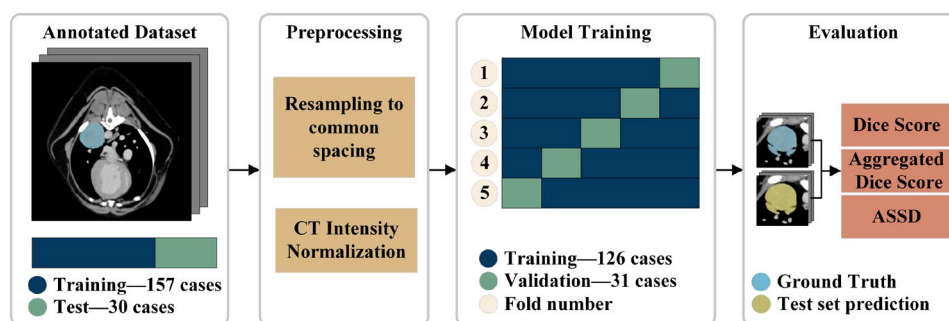 Annotated Dataset
Training—157 cases
Test—30 cases
Preprocessing
Resampling to
common
spacing
CT Intensity
Normalization
Model Training
1
2
3
4
5
Training—126 cases
Validation—31 cases
Fold number
Evaluation
Dice Score
Aggregated
Dice Score
ASSD
Ground Truth
Test set prediction